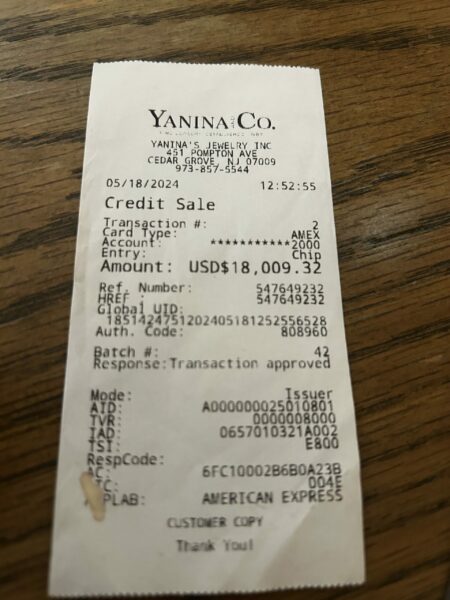 YANINA & CO.
YANINA'S JEWELRY INC
451 POMPTON AVE
CEDAR GROVE, NJ 07009
973-857-5544
05/18/2024 12:52:55
Credit Sale
Transaction #: 2
Card Type: AMEX
Account: ***********2000
Entry: Chip
Amount: USD$18,009.32
Ref. Number: 547649232
HREF : 547649232
Global UID:
1851424751202405181252556528
Auth. Code: 808960
Batch #: 42
Response:Transaction approved
Mode: Issuer
AID: A000000025010801
TVR: 0000008000
IAD: 0657010321A002
TSI: E800
RespCode:
AC: 6FC10002B6B0A23B
TC: 004E
PLAB: AMERICAN EXPRESS
CUSTOMER COPY
Thank You!